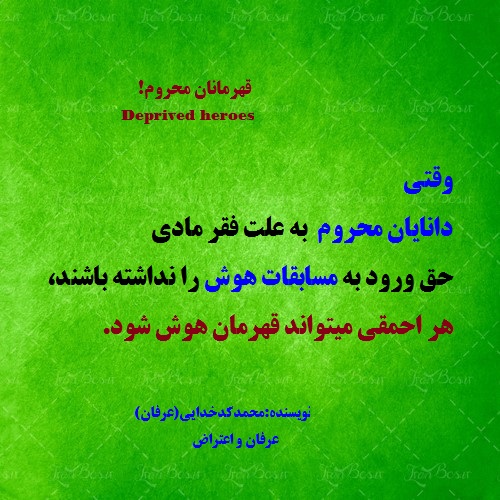 قهرمانان محروم!
Deprived heroes
وقتی
دانایان محروم به علت فقر مادی
حق ورود به مسابقات هوش را نداشته باشند،
هر احمقی میتواند قهرمان هوش شود.
نویسنده:محمدکدخدایی(عرفان)
عرفان و اعتراض